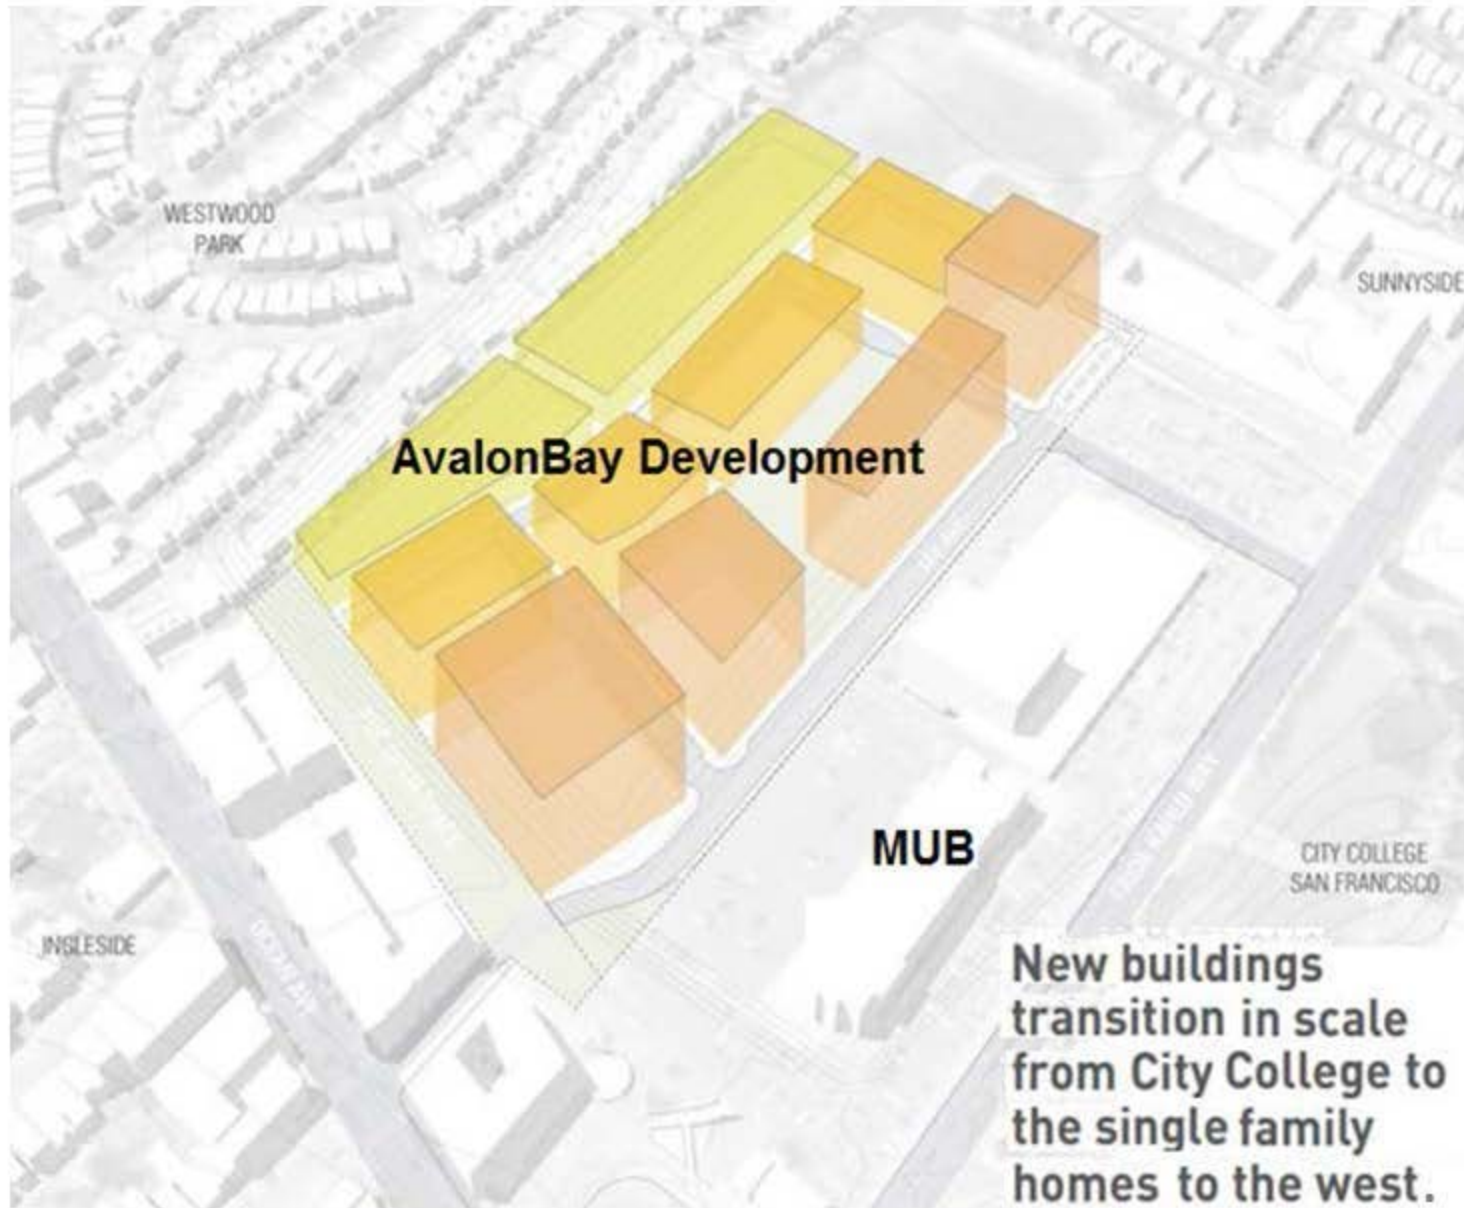 WESTWOOD
PARK
SUNNYSIDE
AvalonBay Development
MUB
CITY COLLEGE
SAN FRANCISCO
INGLESIDE
New buildings
transition in scale
from City College to
the single family
homes to the west.